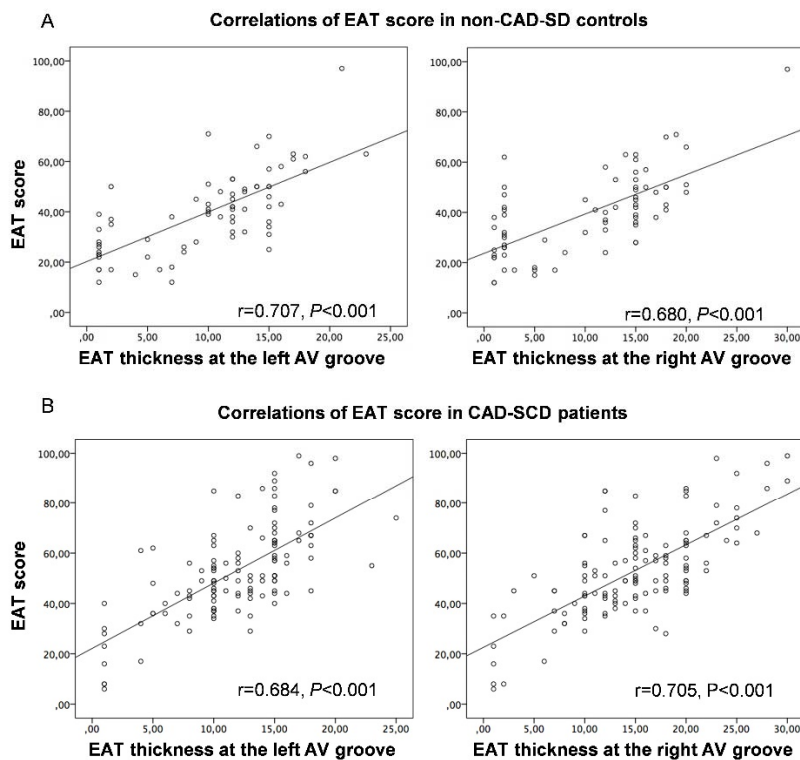 A
Correlations of EAT score in non-CAD-SD controls
EAT score
100,00
80,00
60,00
40,00
20,00
,00
r=0.707, P<0.001
,00 5,00 10,00 15,00 20,00 25,00
EAT thickness at the left AV groove
100,00
80,00
60,00
40,00
20,00
,00
r=0.680, P<0.001
,00 5,00 10,00 15,00 20,00 25,00 30,00
EAT thickness at the right AV groove
B
Correlations of EAT score in CAD-SCD patients
EAT score
100,00
80,00
60,00
40,00
20,00
,00
r=0.684, P<0.001
,00 5,00 10,00 15,00 20,00 25,00
EAT thickness at the left AV groove
100,00
80,00
60,00
40,00
20,00
,00
r=0.705, P<0.001
,00 5,00 10,00 15,00 20,00 25,00 30,00
EAT thickness at the right AV groove